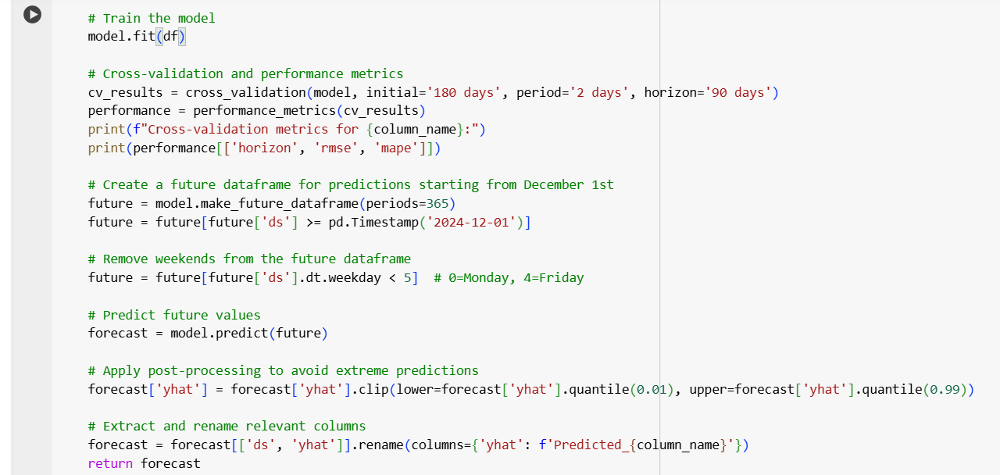 # Train the model
model.fit(df)
# Cross-validation and performance metrics
cv_results = cross_validation(model, initial='180 days', period='2 days', horizon='90 days')
performance = performance_metrics(cv_results)
print(f"Cross-validation metrics for {column_name}:")
print(performance[['horizon', 'rmse', 'mape']])
# Create a future dataframe for predictions starting from December 1st
future = model.make_future_dataframe(periods=365)
future = future[future['ds'] >= pd.Timestamp('2024-12-01')]
# Remove weekends from the future dataframe
future = future[future['ds'].dt.weekday < 5]  # 0=Monday, 4=Friday
# Predict future values
forecast = model.predict(future)
# Apply post-processing to avoid extreme predictions
forecast['yhat'] = forecast['yhat'].clip(lower=forecast['yhat'].quantile(0.01), upper=forecast['yhat'].quantile(0.99))
# Extract and rename relevant columns
forecast = forecast[['ds', 'yhat']].rename(columns={'yhat': f'Predicted_{column_name}'})
return forecast